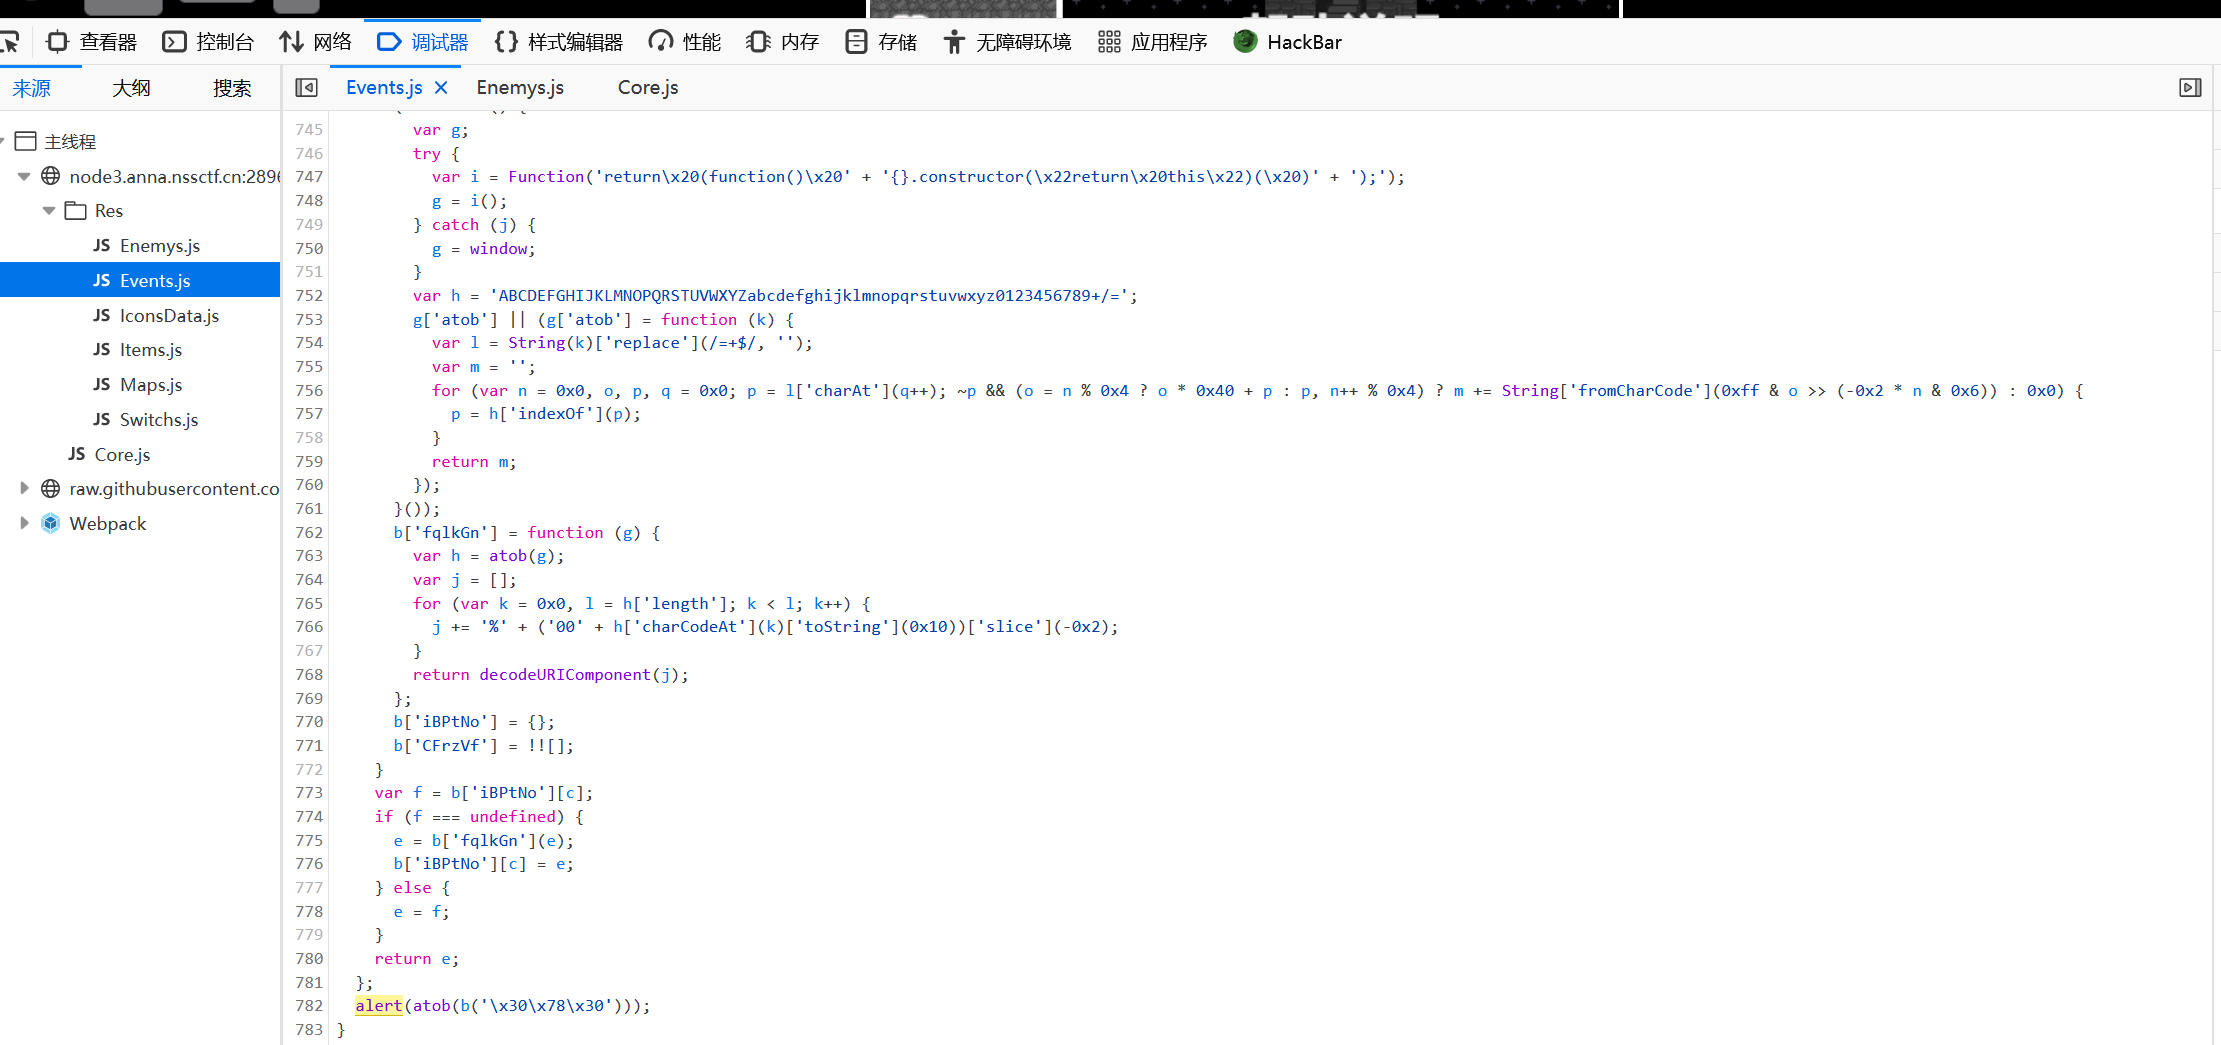 查看器 控制台 网络 调试器 样式编辑器 性能 内存 存储 无障碍环境 应用程序 HackBar
来源 大纲 搜索 Events.js Enemys.js Core.js
主线程
node3.anna.nssctf.cn:2896
Res
JS Enemys.js
JS Events.js
JS IconsData.js
JS Items.js
JS Maps.js
JS Switchs.js
JS Core.js
raw.githubusercontent.co
Webpack
745 var g;
746 try {
747 var i = Function('return\x20(function()\x20' + '{}.constructor(\x22return\x20this\x22)(\x20)' + ');');
748 g = i();
749 } catch (j) {
750 g = window;
751 }
752 var h = 'ABCDEFGHIJKLMNOPQRSTUVWXYZabcdefghijklmnopqrstuvwxyz0123456789+/=';
753 g['atob'] || (g['atob'] = function (k) {
754 var l = String(k)['replace'](/=+$/, '');
755 var m = '';
756 for (var n = 0x0, o, p, q = 0x0; p = l['charAt'](q++); ~p && (o = n % 0x4 ? o * 0x40 + p : p, n++ % 0x4) ? m += String['fromCharCode'](0xff & o >> (-0x2 * n & 0x6)) : 0x0) {
757 p = h['indexOf'](p);
758 }
759 return m;
760 });
761 }());
762 b['fqlkGn'] = function (g) {
763 var h = atob(g);
764 var j = [];
765 for (var k = 0x0, l = h['length']; k < l; k++) {
766 j += '%' + ('00' + h['charCodeAt'](k)['toString'](0x10))['slice'](-0x2);
767 }
768 return decodeURIComponent(j);
769 };
770 b['iBPtNo'] = {};
771 b['CFrzVf'] = !![];
772 }
773 var f = b['iBPtNo'][c];
774 if (f === undefined) {
775 e = b['fqlkGn'](e);
776 b['iBPtNo'][c] = e;
777 } else {
778 e = f;
779 }
780 return e;
781 };
782 alert(atob(b('\x30\x78\x30')));
783 }